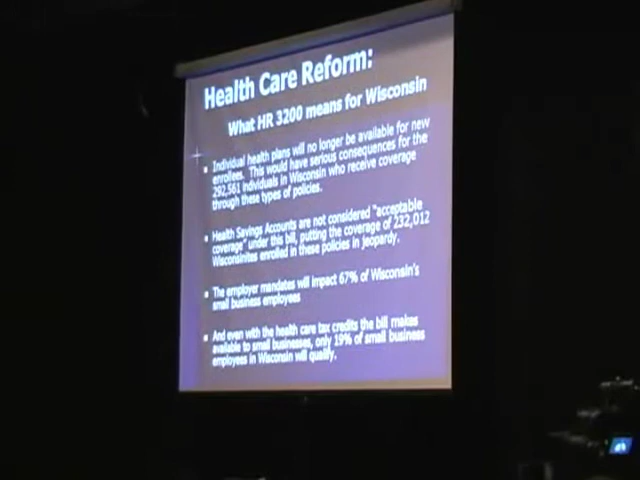 Health Care Reform:
What HR 3200 means for Wisconsin
Individual health plans will no longer be available for new
enrollees. This would have serious consequences for the
292,561 individuals in Wisconsin who receive coverage
through these types of policies.
Health Savings Accounts are not considered "acceptable
coverage" under this bill, putting the coverage of 232,012
Wisconsinites enrolled in these policies in jeopardy.
The employer mandates will impact 67% of Wisconsin's
small business employees
And even with the health care tax credits the bill makes
available to small businesses, only 19% of small business
employees in Wisconsin will qualify.